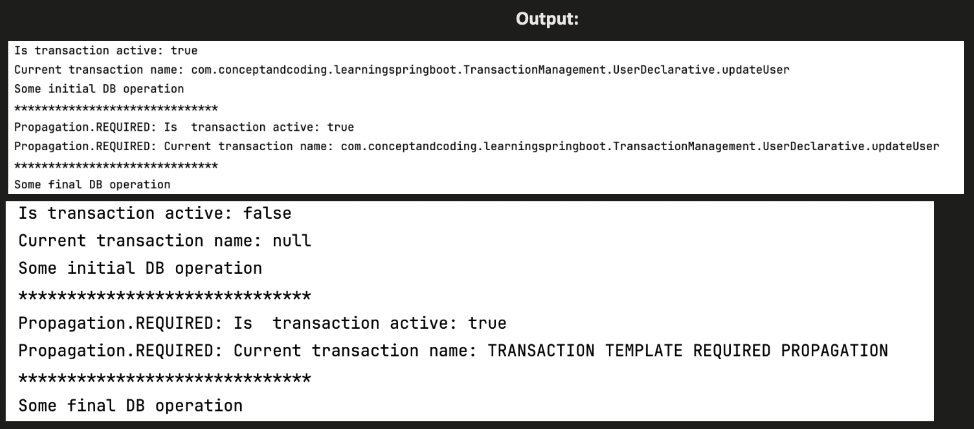 Output:
Is transaction active: true
Current transaction name: com.conceptandcoding.learningspringboot.TransactionManagement.UserDeclarative.updateUser
Some initial DB operation
******************************
Propagation.REQUIRED: Is  transaction active: true
Propagation.REQUIRED: Current transaction name: com.conceptandcoding.learningspringboot.TransactionManagement.UserDeclarative.updateUser
******************************
Some final DB operation
Is transaction active: false
Current transaction name: null
Some initial DB operation
******************************
Propagation.REQUIRED: Is  transaction active: true
Propagation.REQUIRED: Current transaction name: TRANSACTION TEMPLATE REQUIRED PROPAGATION
******************************
Some final DB operation